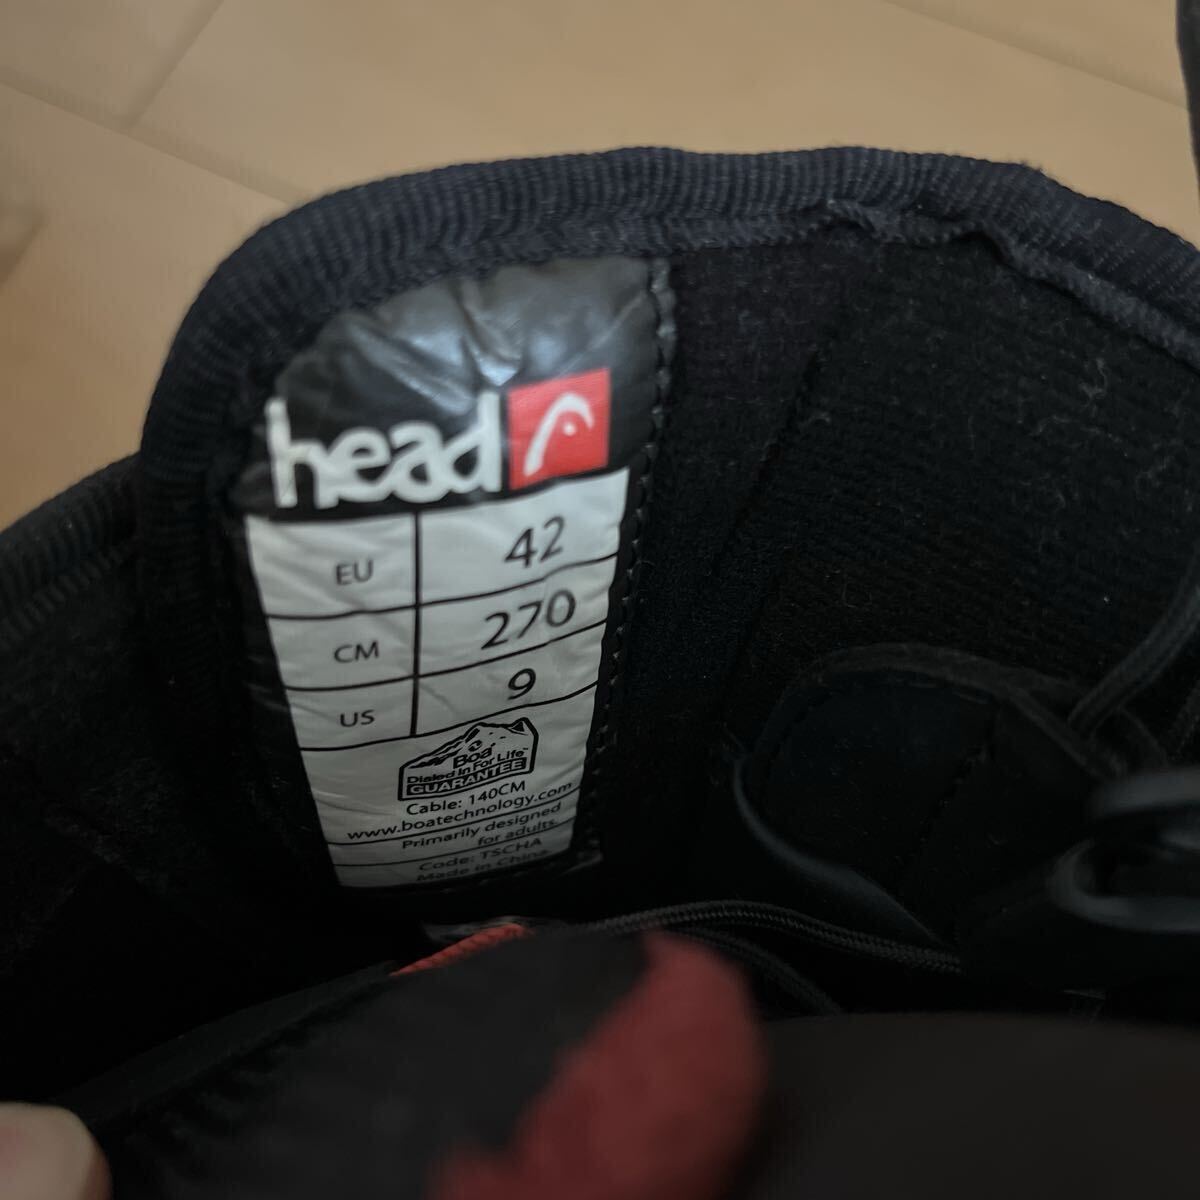 head
EU 42
CM 270
US 9
Boa
Dialed In For Life™
GUARANTEE
Cable: 140CM
www.boatechnology.com
Primarily designed
for adults.
Code: TSCHA
Made in China